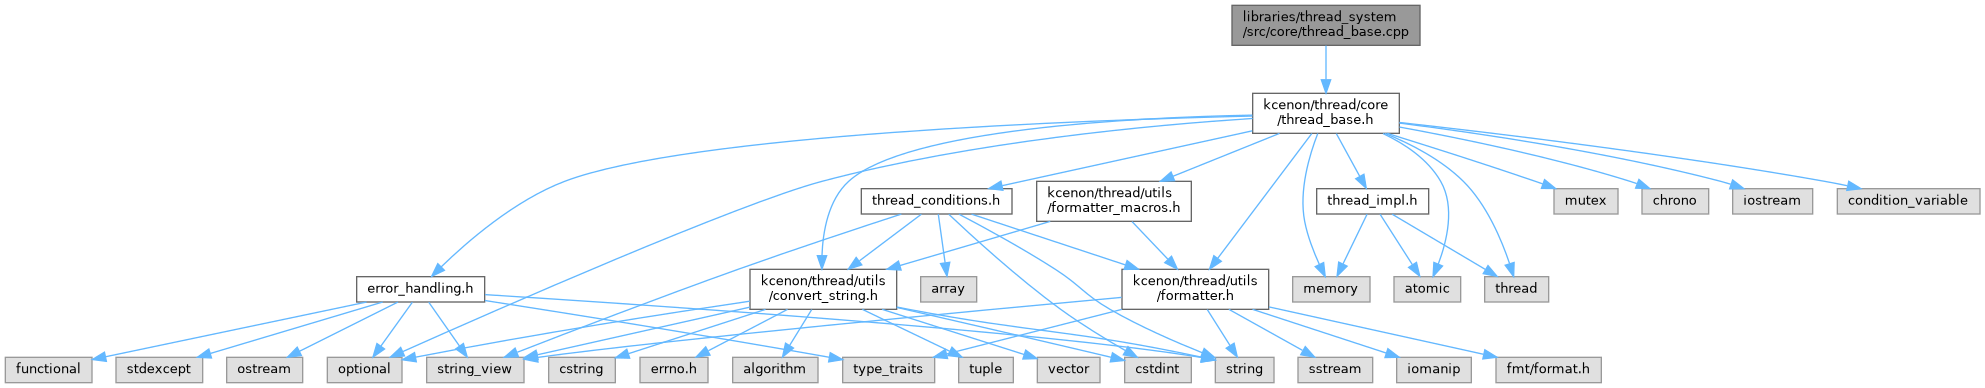 libraries/thread_system
/src/core/thread_base.cpp
kcenon/thread/core
/thread_base.h
thread_conditions.h
kcenon/thread/utils
/formatter_macros.h
thread_impl.h
mutex
chrono
iostream
condition_variable
error_handling.h
kcenon/thread/utils
/convert_string.h
array
kcenon/thread/utils
/formatter.h
memory
atomic
thread
functional
stdexcept
ostream
optional
string_view
cstring
errno.h
algorithm
type_traits
tuple
vector
cstdint
string
sstream
iomanip
fmt/format.h